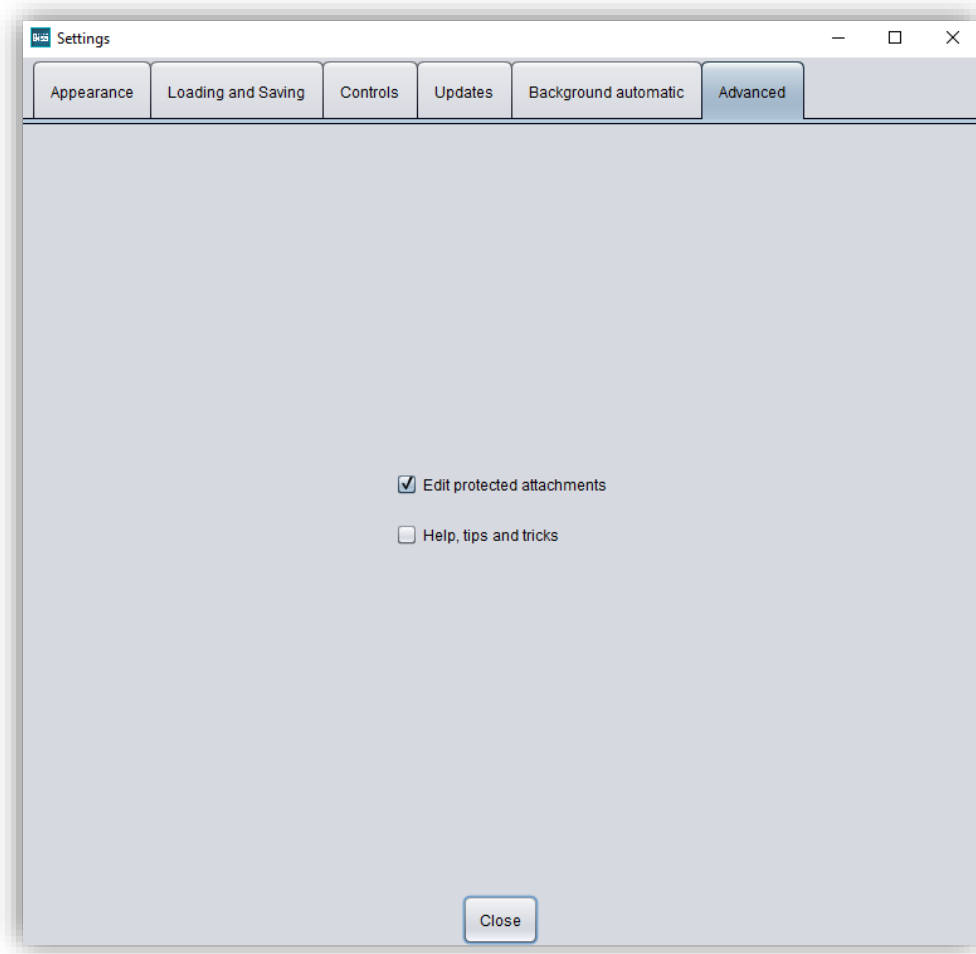 Settings
Appearance Loading and Saving Controls Updates Background automatic Advanced
Edit protected attachments
Help, tips and tricks
Close